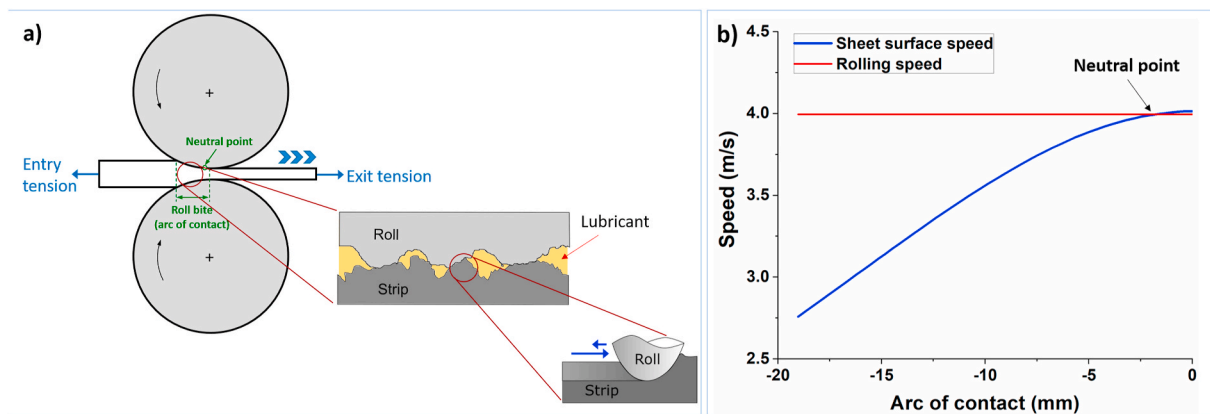 a)
Neutral point
Entry
tension
Exit tension
Roll bite
(arc of contact)
Roll
Lubricant
Strip
Roll
Strip
b)
Sheet surface speed
Rolling speed
Neutral point
Speed (m/s)
4.5
4.0
3.5
3.0
2.5
-20
-15
-10
-5
0
Arc of contact (mm)